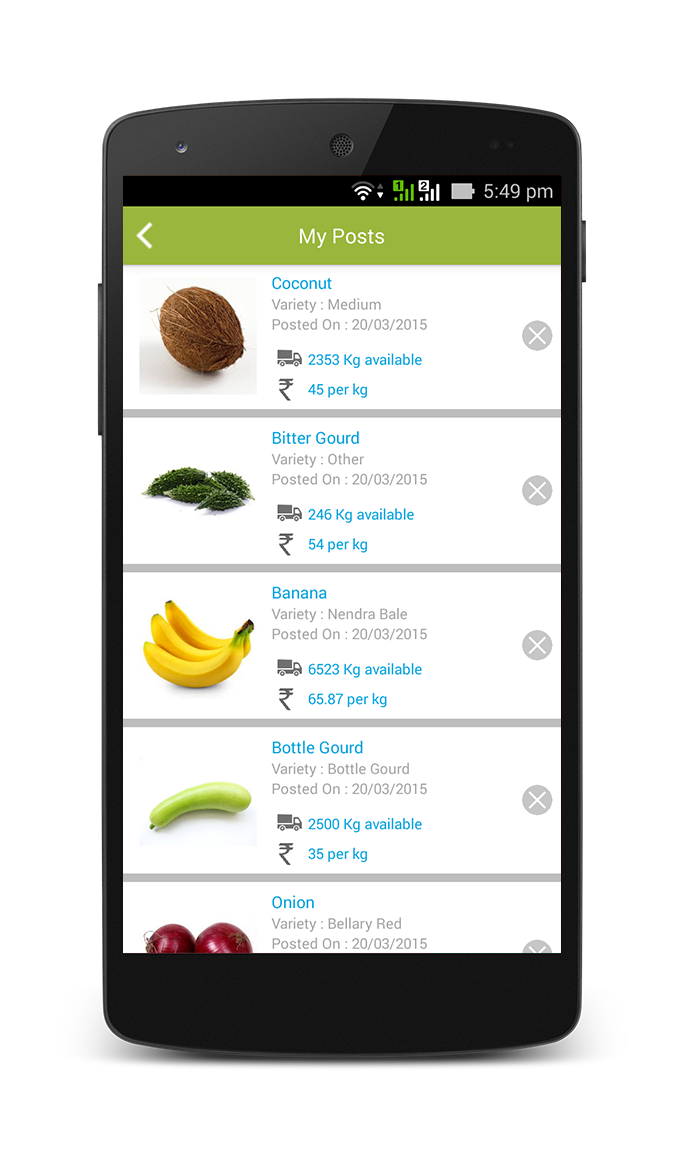 1 2 5:49 pm
My Posts
Coconut
Variety : Medium
Posted On : 20/03/2015
2353 Kg available
₹ 45 per kg
Bitter Gourd
Variety : Other
Posted On : 20/03/2015
246 Kg available
₹ 54 per kg
Banana
Variety : Nendra Bale
Posted On : 20/03/2015
6523 Kg available
₹ 65.87 per kg
Bottle Gourd
Variety : Bottle Gourd
Posted On : 20/03/2015
2500 Kg available
₹ 35 per kg
Onion
Variety : Bellary Red
Posted On : 20/03/2015